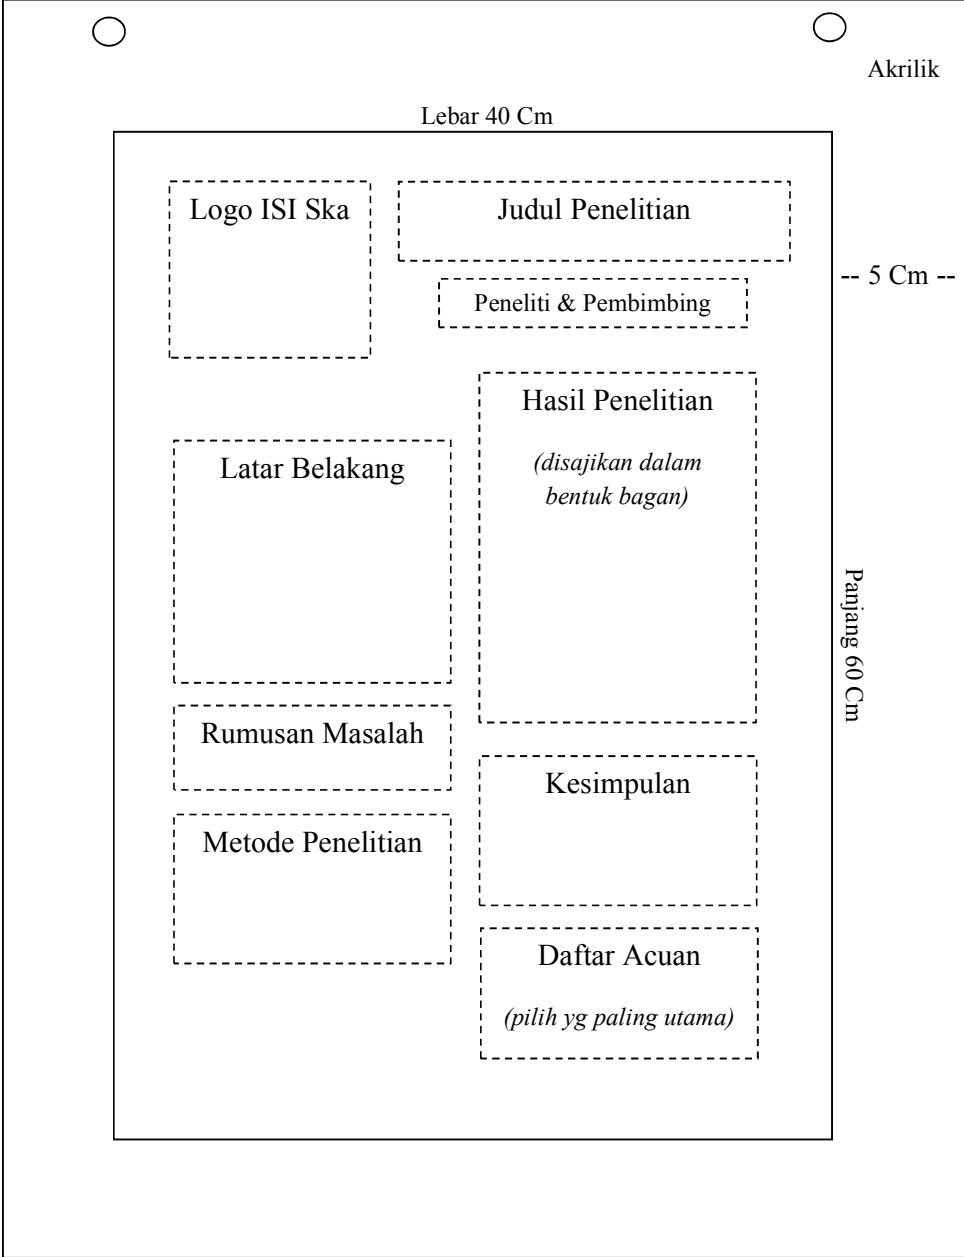 Akrilik
Lebar 40 Cm
Logo ISI Ska
Judul Penelitian
-- 5 Cm --
Peneliti & Pembimbing
Hasil Penelitian
(disajikan dalam
bentuk bagan)
Latar Belakang
Panjang 60 Cm
Rumusan Masalah
Kesimpulan
Metode Penelitian
Daftar Acuan
(pilih yg paling utama)